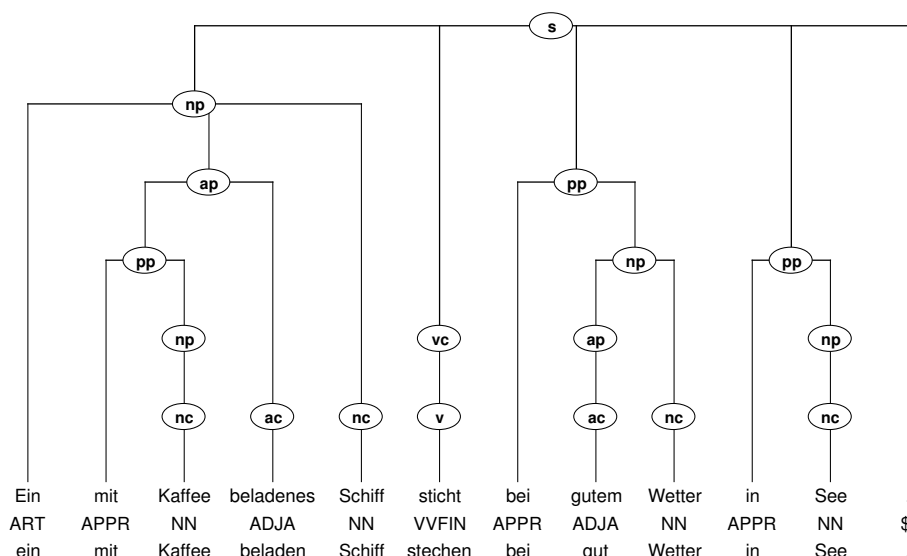 s
np
ap pp
pp np pp
np vc ap np
nc ac nc v ac nc nc
Ein mit Kaffee beladenes Schiff sticht bei gutem Wetter in See
ART APPR NN ADJA NN VVFIN APPR ADJA NN APPR NN $
ein mit Kaffee beladen Schiff stechen bei gut Wetter in See